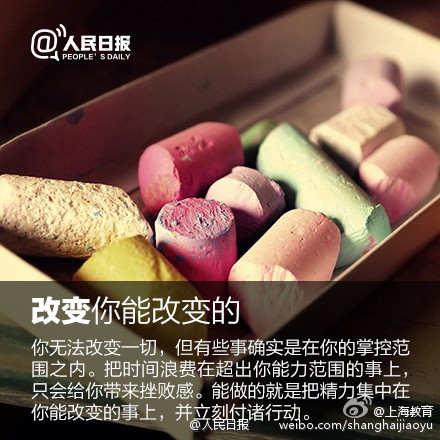 @人民日报
PEOPLE'S DAILY
改变你能改变的
你无法改变一切，但有些事确实是在你的掌控范
围之内。把时间浪费在超出你能力范围的事上，
只会给你带来挫败感。能做的就是把精力集中在
你能改变的事上，并立刻付诸行动。
@上海教育
@人民日报
weibo.com/shanghaijiaoyu